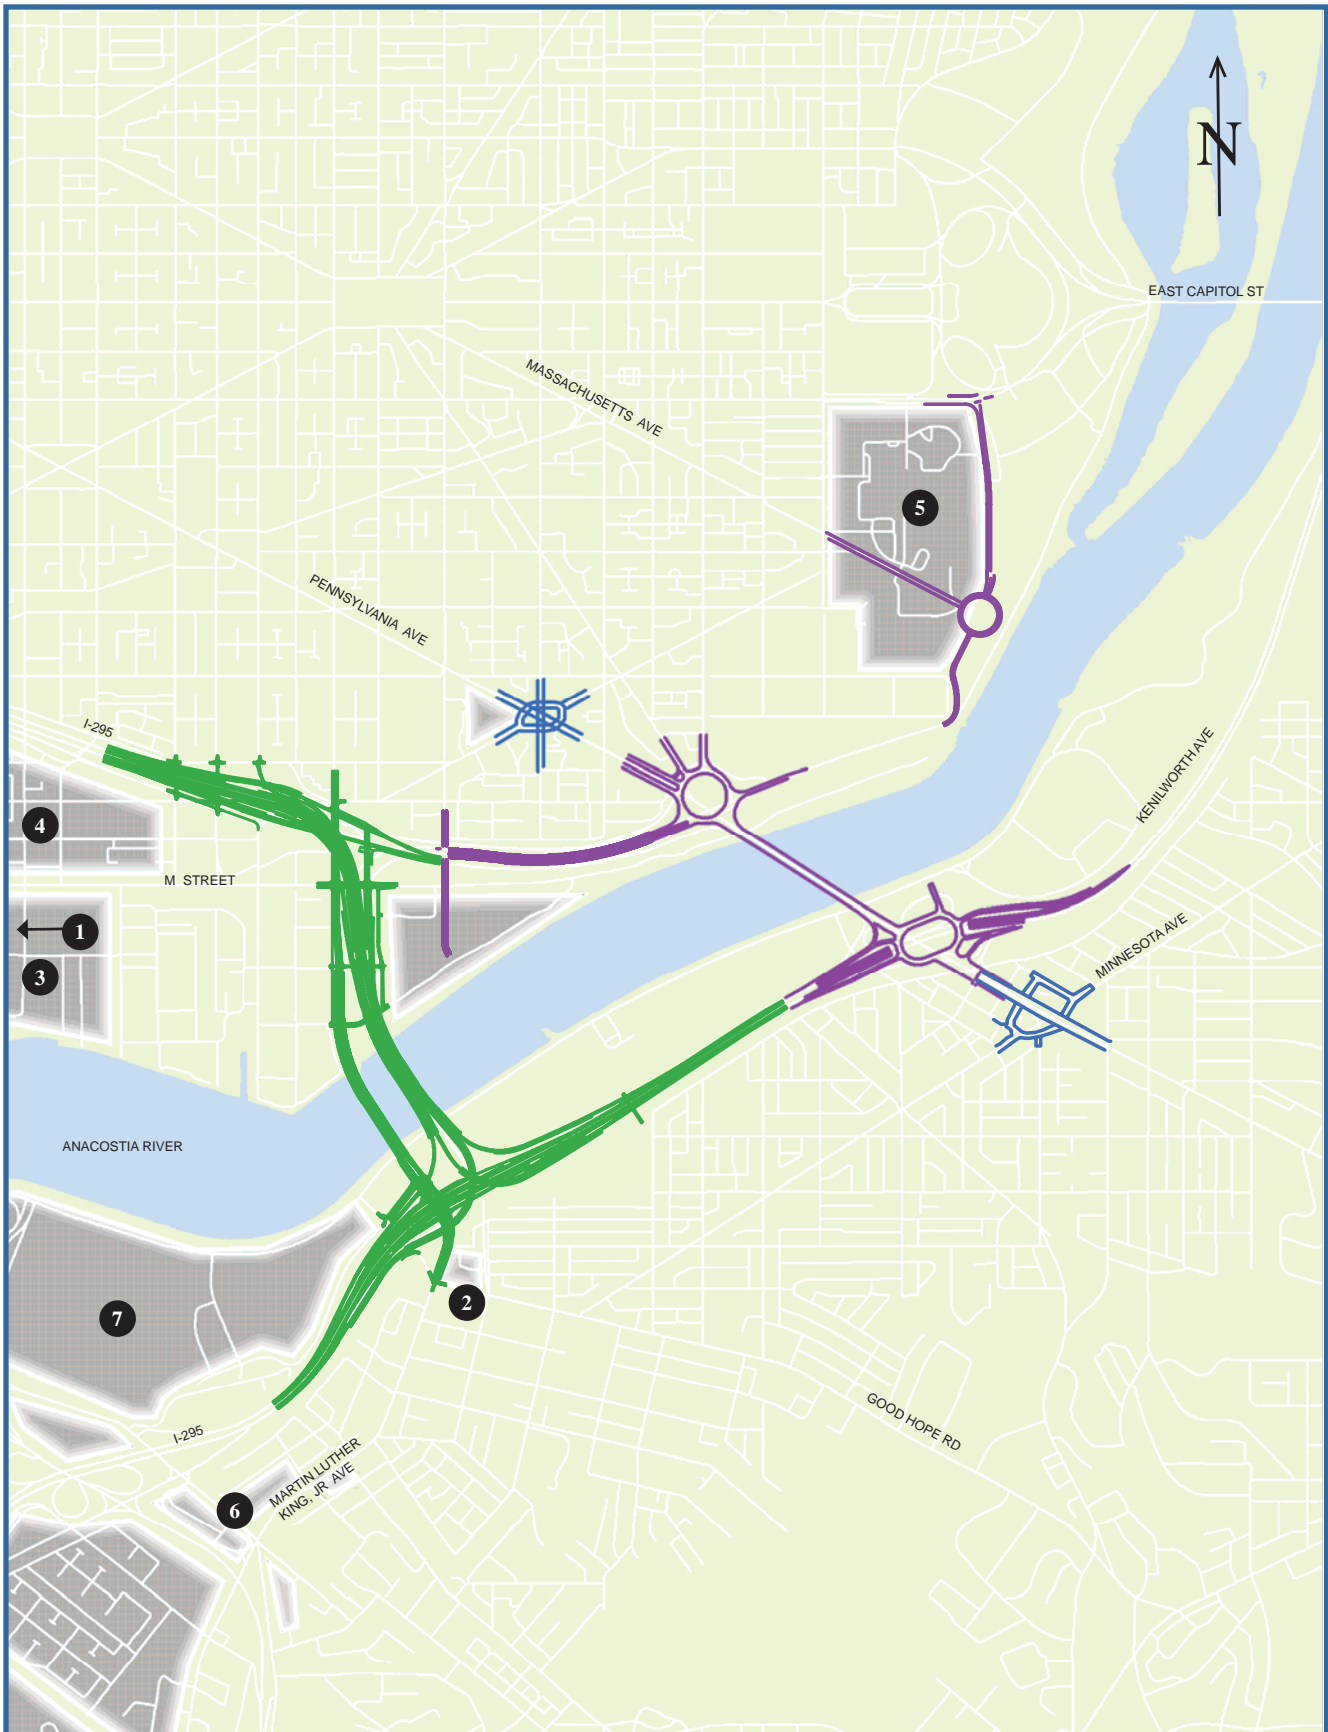 N
EAST CAPITOL ST
MASSACHUSETTS AVE
5
PENNSYLVANIA AVE
I-295
KENILWORTH AVE
4
M STREET
1
MINNESOTA AVE
3
ANACOSTIA RIVER
2
7
GOOD HOPE RD
I-295
MARTIN LUTHER
KING, JR AVE
6